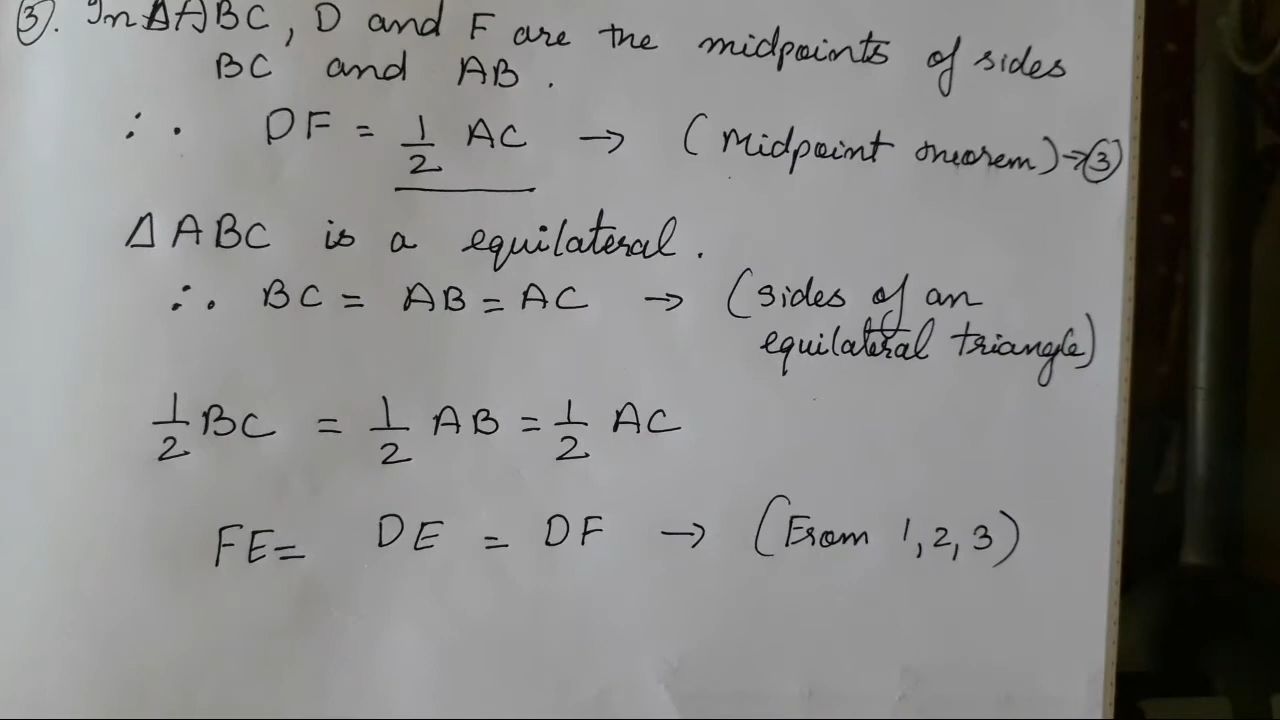 ③. In ΔABC, D and F are the midpoints of sides
BC and AB.
∴ DF = 1/2 AC → (Midpoint theorem) → ③
Δ ABC is a equilateral.
∴ BC = AB = AC → (sides of an
equilateral triangle)
1/2 BC = 1/2 AB = 1/2 AC
FE = DE = DF → (From 1, 2, 3)